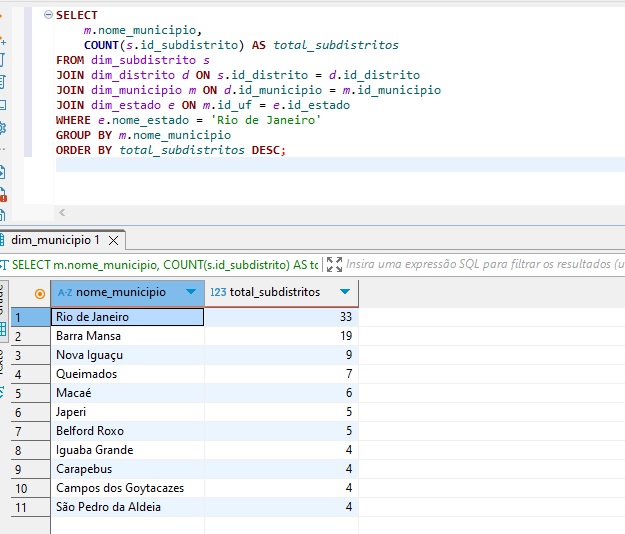 SELECT
m.nome_municipio,
COUNT(s.id_subdistrito) AS total_subdistritos
FROM dim_subdistrito s
JOIN dim_distrito d ON s.id_distrito = d.id_distrito
JOIN dim_municipio m ON d.id_municipio = m.id_municipio
JOIN dim_estado e ON m.id_uf = e.id_estado
WHERE e.nome_estado = 'Rio de Janeiro'
GROUP BY m.nome_municipio
ORDER BY total_subdistritos DESC;
dim_municipio 1
SELECT m.nome_municipio, COUNT(s.id_subdistrito) AS to Insira uma expressão SQL para filtrar os resultados (u
A-Z nome_municipio 123 total_subdistritos
1 Rio de Janeiro 33
2 Barra Mansa 19
3 Nova Iguaçu 9
4 Queimados 7
5 Macaé 6
6 Japeri 5
7 Belford Roxo 5
8 Iguaba Grande 4
9 Carapebus 4
10 Campos dos Goytacazes 4
11 São Pedro da Aldeia 4